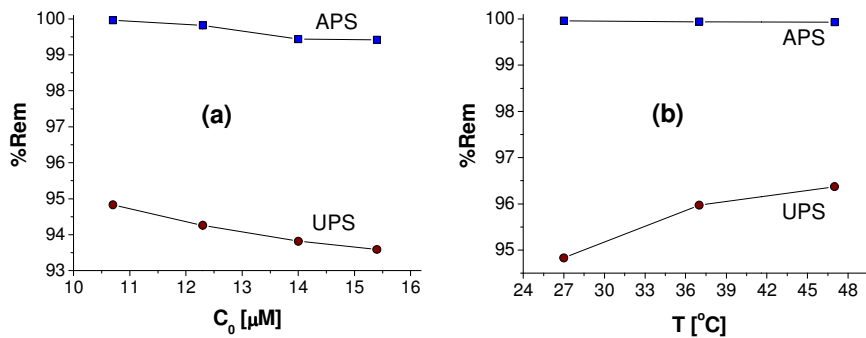 100
99
98
97
96
95
94
93
%Rem
APS
(a)
UPS
10 11 12 13 14 15 16
C0 [μM]
100
99
98
97
96
95
%Rem
APS
(b)
UPS
24 27 30 33 36 39 42 45 48
T [°C]